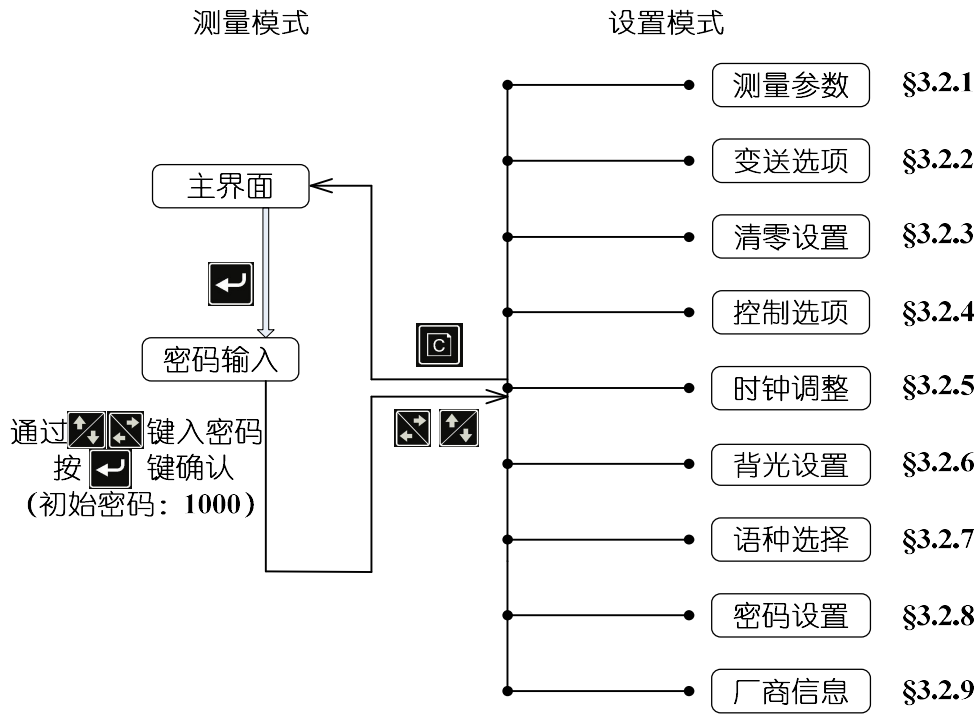 测量模式
设置模式
主界面
密码输入
通过 键入密码
按 键确认
(初始密码：1000)
C
测量参数 §3.2.1
变送选项 §3.2.2
清零设置 §3.2.3
控制选项 §3.2.4
时钟调整 §3.2.5
背光设置 §3.2.6
语种选择 §3.2.7
密码设置 §3.2.8
厂商信息 §3.2.9